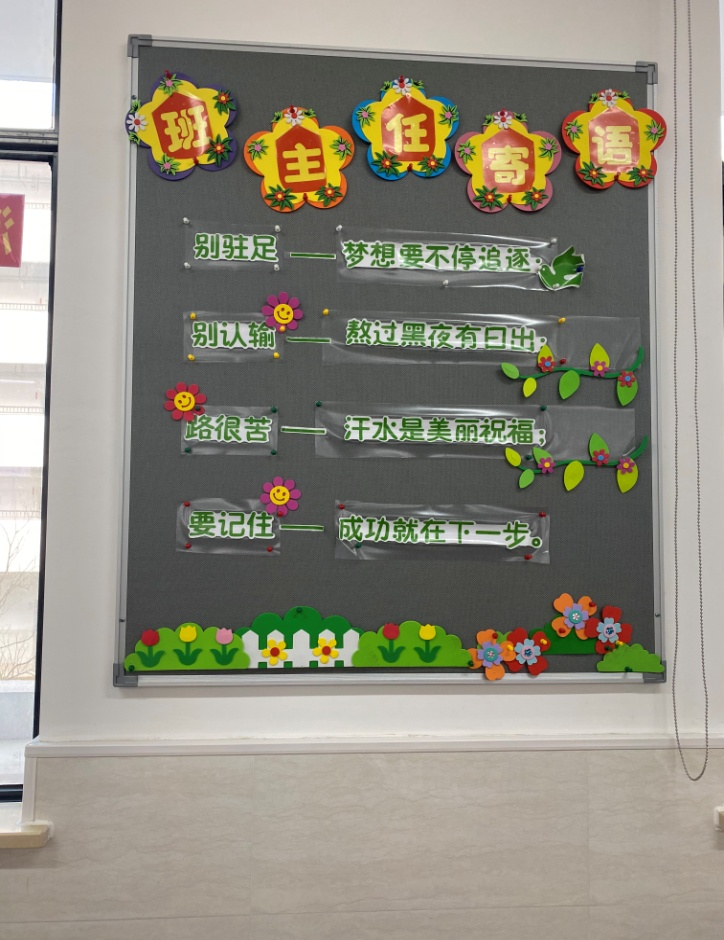 班主任寄语
别驻足——梦想要不停追逐;
别认输——熬过黑夜有日出;
路很苦——汗水是美丽祝福;
要记住——成功就在下一步。